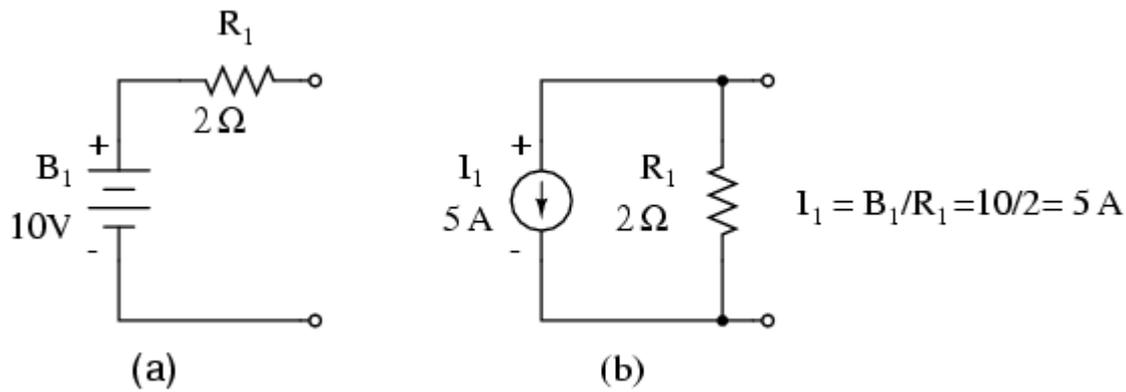 R₁
2 Ω
+
B₁
10V
-
(a)
+
I₁
5 A
-
R₁
2 Ω
I₁ = B₁/R₁=10/2= 5 A
(b)